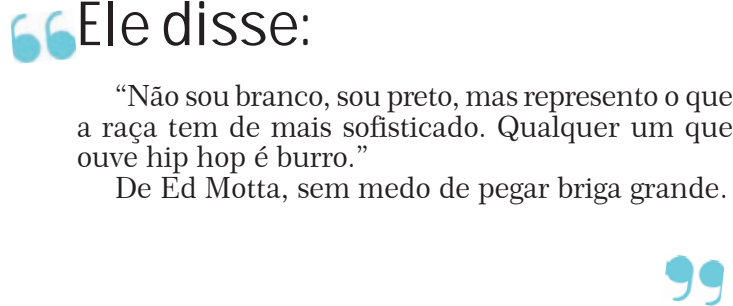 “Ele disse:
“Não sou branco, sou preto, mas represento o que
a raça tem de mais sofisticado. Qualquer um que
ouve hip hop é burro.”
De Ed Motta, sem medo de pegar briga grande.
”